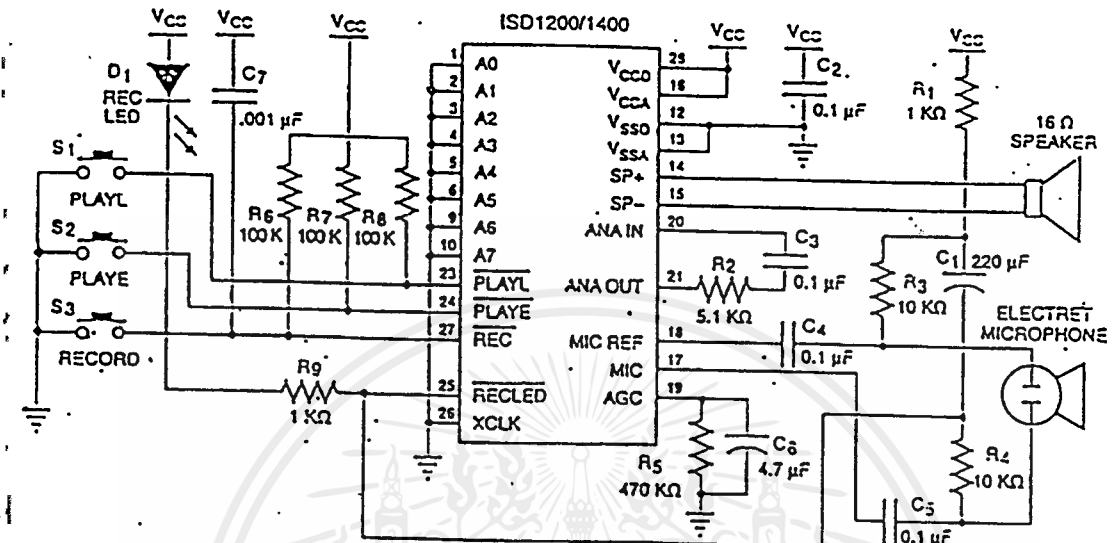 ISD1200/1400
VCC
VCC
VCC
VCC
VCC
VCC
D1
REC
LED
C7
.001 µF
S1
PLAYL
S2
PLAYE
S3
RECORD
R6
100 K
R7
100 K
R8
100 K
R9
1 KΩ
1 A0
2 A1
3 A2
4 A3
5 A4
6 A5
9 A6
10 A7
23 PLAYL
24 PLAYE
27 REC
25 RECLED
26 XCLK
VCCD 28
VCCA 16
VSSD 12
VSSA 13
SP+ 14
SP- 15
ANA IN 20
ANA OUT 21
MIC REF 18
MIC 17
AGC 19
C2
0.1 µF
R1
1 KΩ
16 Ω
SPEAKER
C3
0.1 µF
R2
5.1 KΩ
R3
10 KΩ
C1 220 µF
C4
0.1 µF
ELECTRET
MICROPHONE
R5
470 KΩ
C6
4.7 µF
R4
10 KΩ
C5
0.1 µF